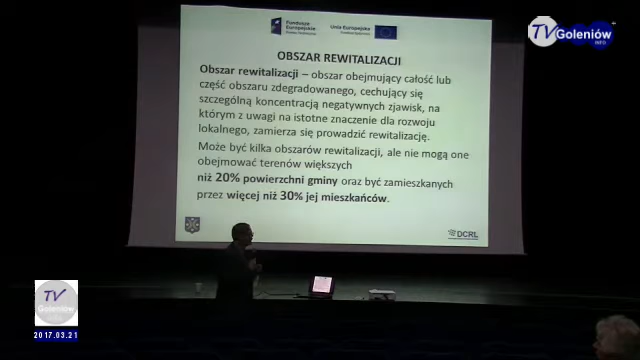 Fundusze
Europejskie
Unia Europejska
TV
Goleniów
INFO
OBSZAR REWITALIZACJI
Obszar rewitalizacji – obszar obejmujący całość lub
część obszaru zdegradowanego, cechujący się
szczególną koncentracją negatywnych zjawisk, na
którym z uwagi na istotne znaczenie dla rozwoju
lokalnego, zamierza się prowadzić rewitalizację.
Może być kilka obszarów rewitalizacji, ale nie mogą one
obejmować terenów większych
niż 20% powierzchni gminy oraz być zamieszkanych
przez więcej niż 30% jej mieszkańców.
DCRL
TV
Goleniów
2017.03.21